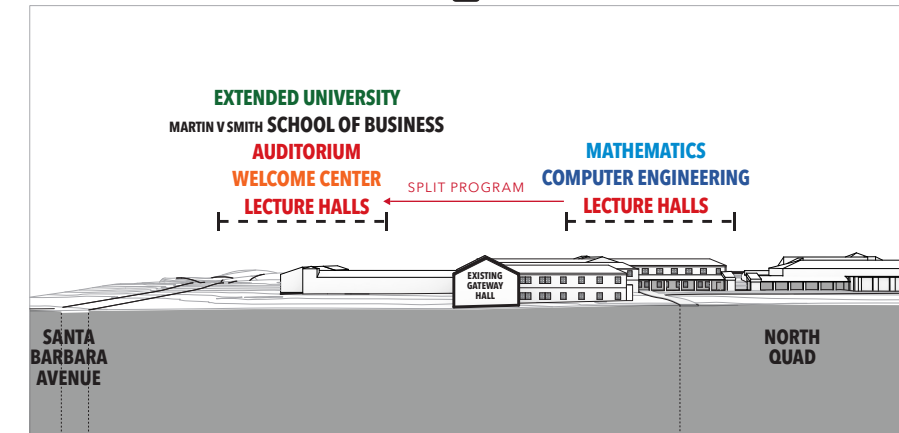 EXTENDED UNIVERSITY
MARTIN V SMITH SCHOOL OF BUSINESS
AUDITORIUM
WELCOME CENTER
LECTURE HALLS
SPLIT PROGRAM
MATHEMATICS
COMPUTER ENGINEERING
LECTURE HALLS
EXISTING
GATEWAY
HALL
SANTA
BARBARA
AVENUE
NORTH
QUAD